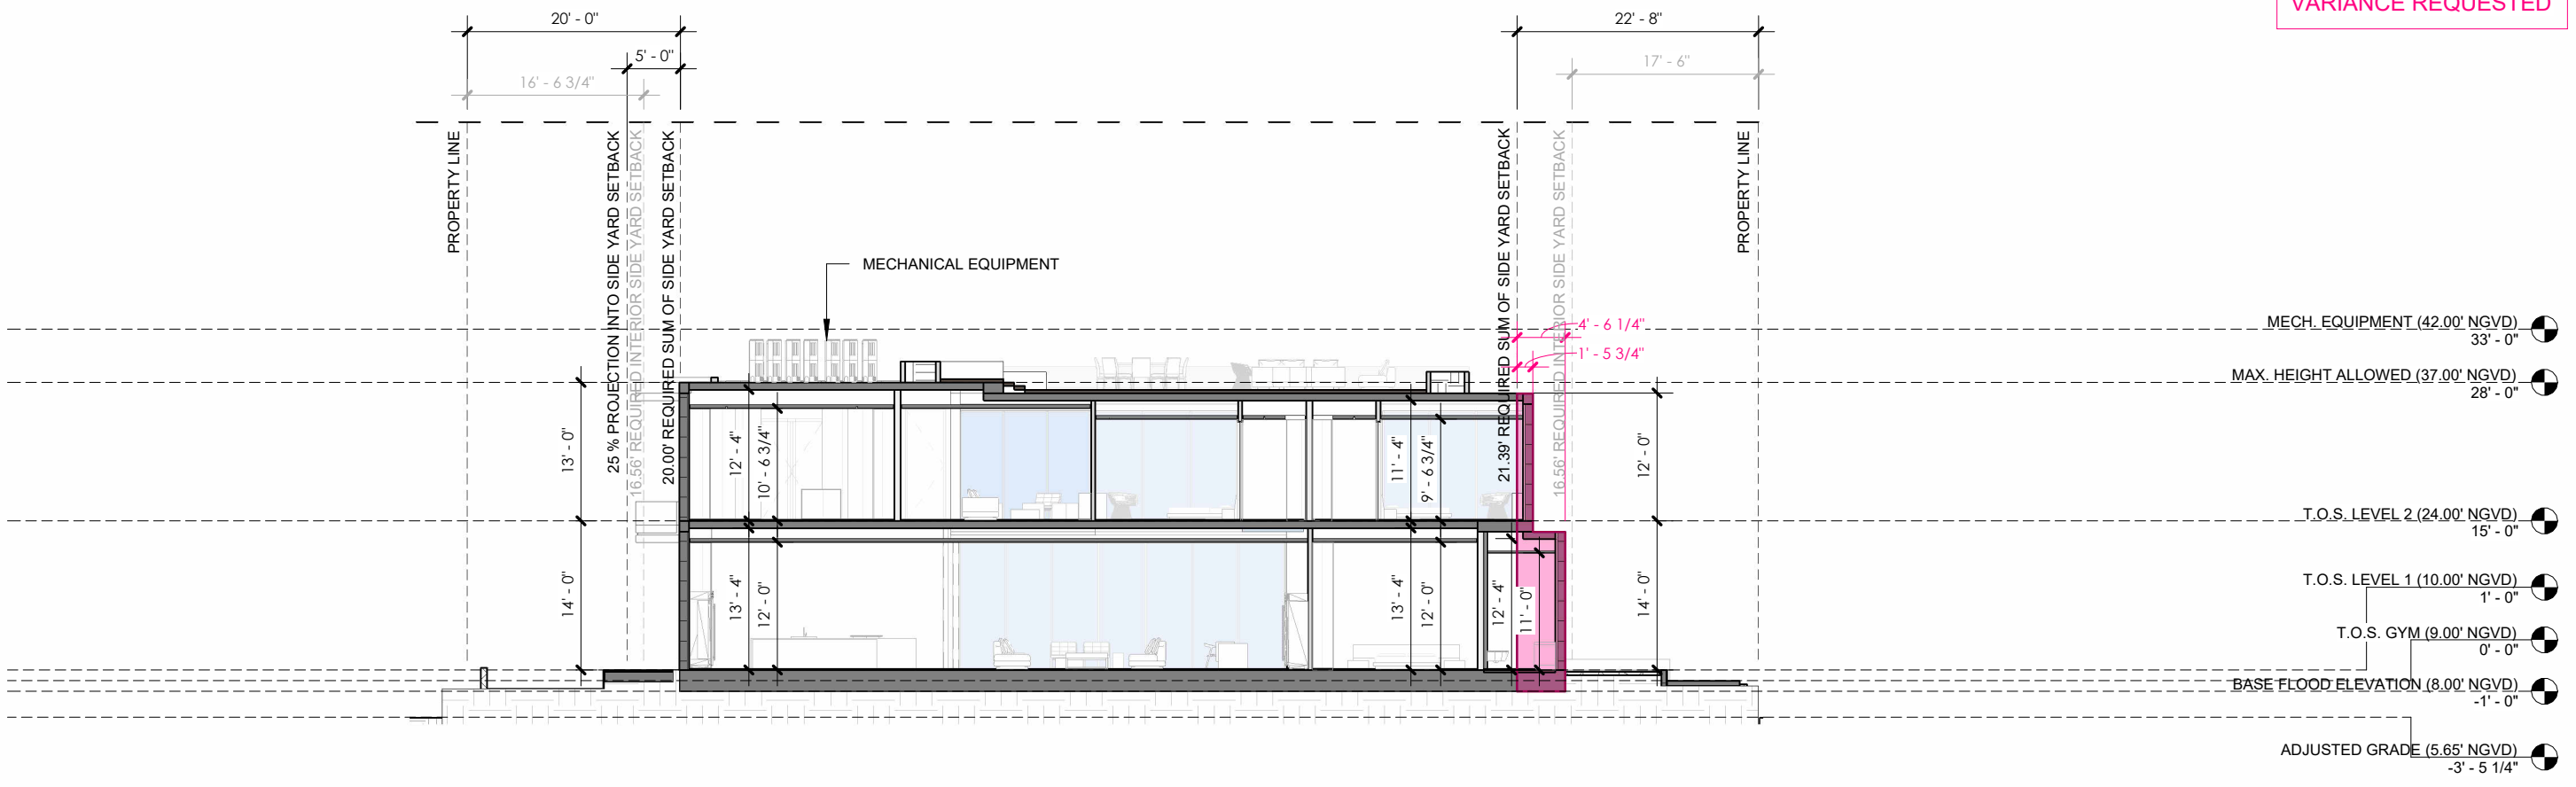 VARIANCE REQUESTED
20' - 0"
22' - 8"
5' - 0"
17' - 6"
16' - 6 3/4"
PROPERTY LINE
25 % PROJECTION INTO SIDE YARD SETBACK
16.56' REQUIRED INTERIOR SIDE YARD SETBACK
20.00' REQUIRED SUM OF SIDE YARD SETBACK
21.39' REQUIRED SUM OF SIDE YARD SETBACK
16.56' REQUIRED INTERIOR SIDE YARD SETBACK
PROPERTY LINE
MECHANICAL EQUIPMENT
4' - 6 1/4"
1' - 5 3/4"
MECH. EQUIPMENT (42.00' NGVD)
33' - 0"
MAX. HEIGHT ALLOWED (37.00' NGVD)
28' - 0"
13' - 0"
12' - 4"
10' - 6 3/4"
11' - 4"
9' - 6 3/4"
12' - 0"
T.O.S. LEVEL 2 (24.00' NGVD)
15' - 0"
14' - 0"
13' - 4"
12' - 0"
13' - 4"
12' - 0"
12' - 4"
11' - 0"
14' - 0"
T.O.S. LEVEL 1 (10.00' NGVD)
1' - 0"
T.O.S. GYM (9.00' NGVD)
0' - 0"
BASE FLOOD ELEVATION (8.00' NGVD)
-1' - 0"
ADJUSTED GRADE (5.65' NGVD)
-3' - 5 1/4"